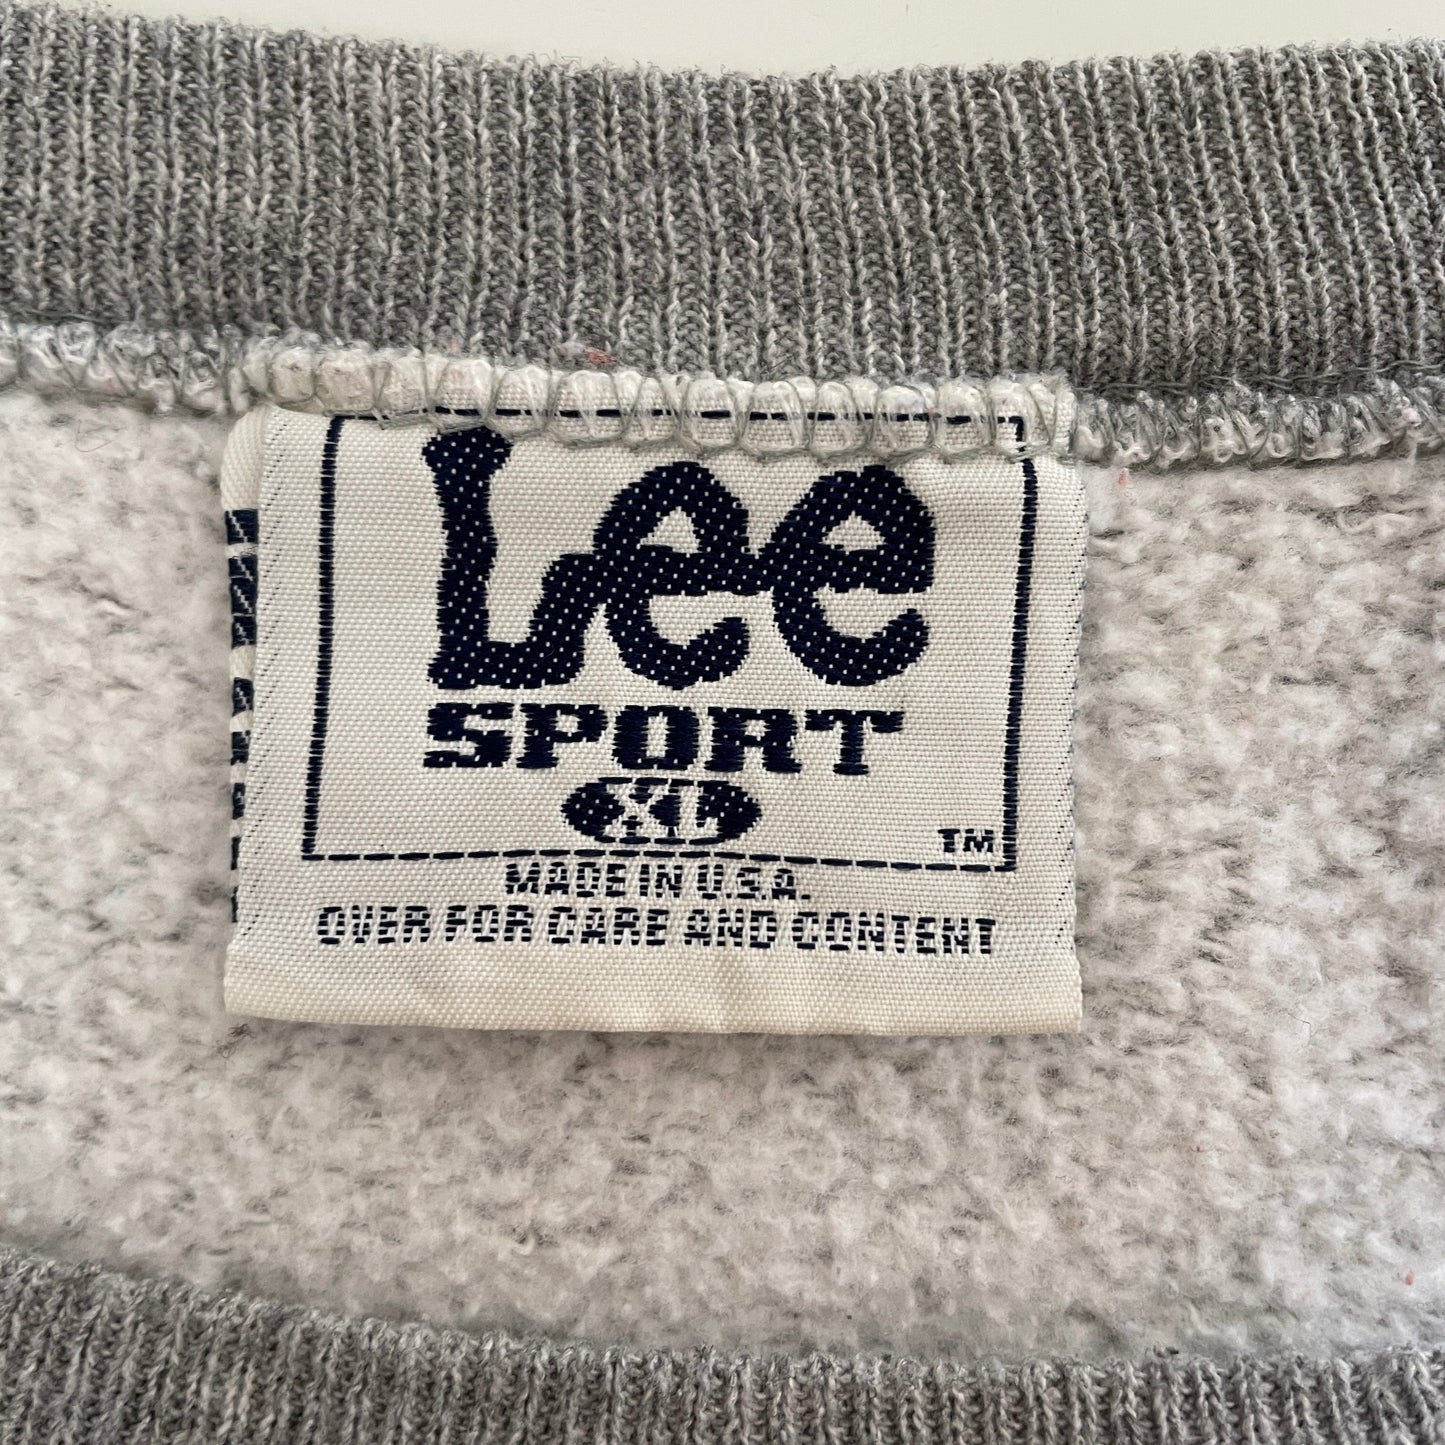 Lee
SPORT
XL
TM
MADE IN U.S.A.
OVER FOR CARE AND CONTENT